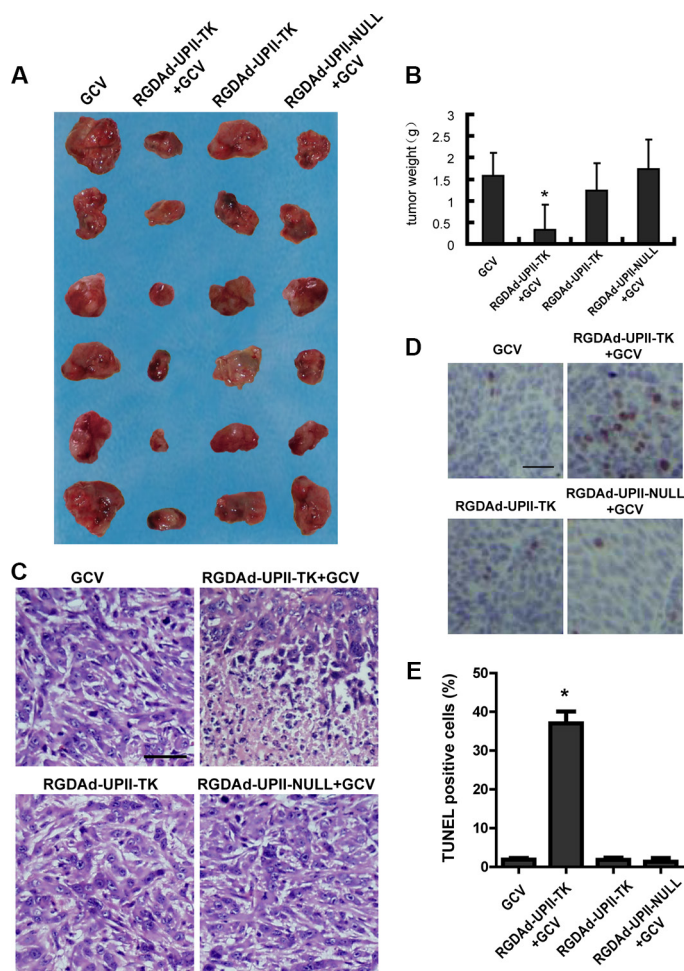 A
GCV
RGDAd-UPII-TK
+GCV
RGDAd-UPII-TK
RGDAd-UPII-NULL
+GCV
B
tumor weight (g)
3
2.5
2
1.5
1
0.5
0
*
GCV
RGDAd-UPII-TK
+GCV
RGDAd-UPII-TK
RGDAd-UPII-NULL
+GCV
C
GCV
RGDAd-UPII-TK+GCV
RGDAd-UPII-TK
RGDAd-UPII-NULL+GCV
D
GCV
RGDAd-UPII-TK
+GCV
RGDAd-UPII-TK
RGDAd-UPII-NULL
+GCV
E
TUNEL positive cells (%)
50
40
30
20
10
0
*
GCV
RGDAd-UPII-TK
+GCV
RGDAd-UPII-TK
RGDAd-UPII-NULL
+GCV